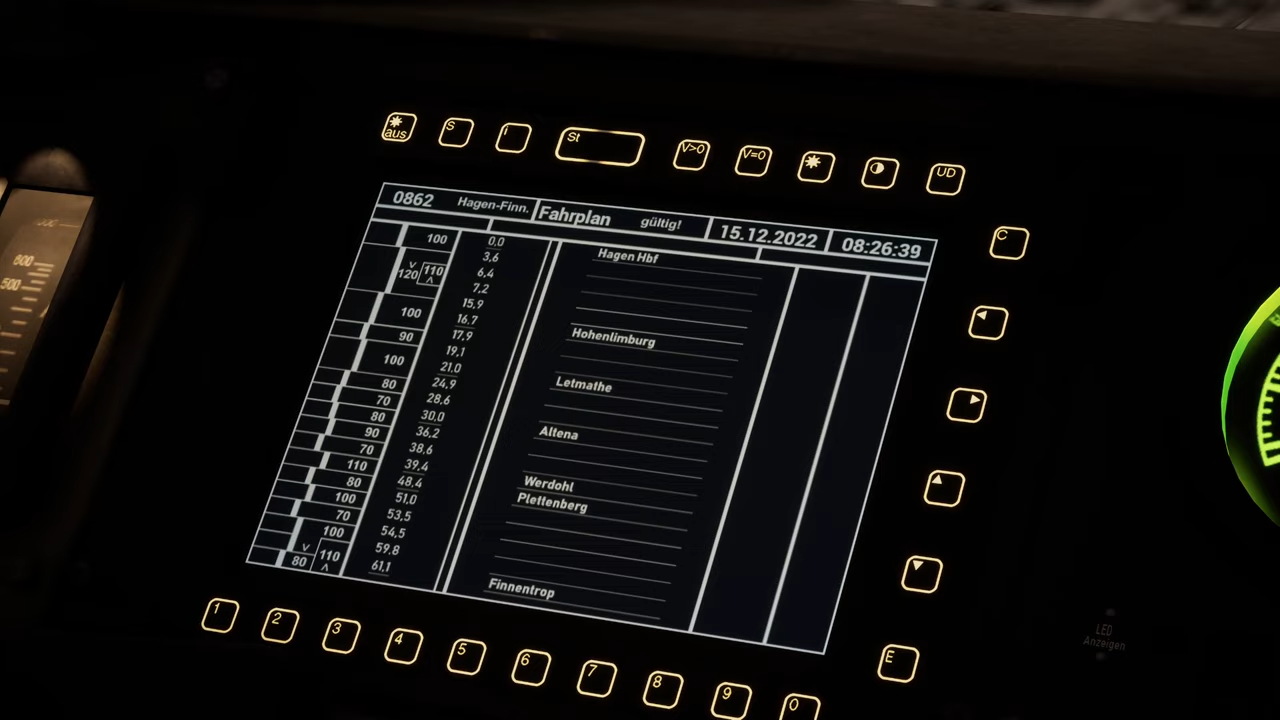 aus S i St V>0 V=0 UD
C
0862 Hagen-Finn. Fahrplan gültig! 15.12.2022 08:26:39
100 0,0 Hagen Hbf
3,6
120 110 6,4
7,2
15,9
100 16,7 Hohenlimburg
90 17,9
19,1
100 21,0 Letmathe
80 24,9
70 28,6
80 30,0 Altena
90 36,2
70 38,6
110 39,4 Werdohl
80 48,4 Plettenberg
100 51,0
70 53,5
100 54,5
59,8
80 110 61,1 Finnentrop
E
1 2 3 4 5 6 7 8 9 0
600
500
LED
Anzeigen